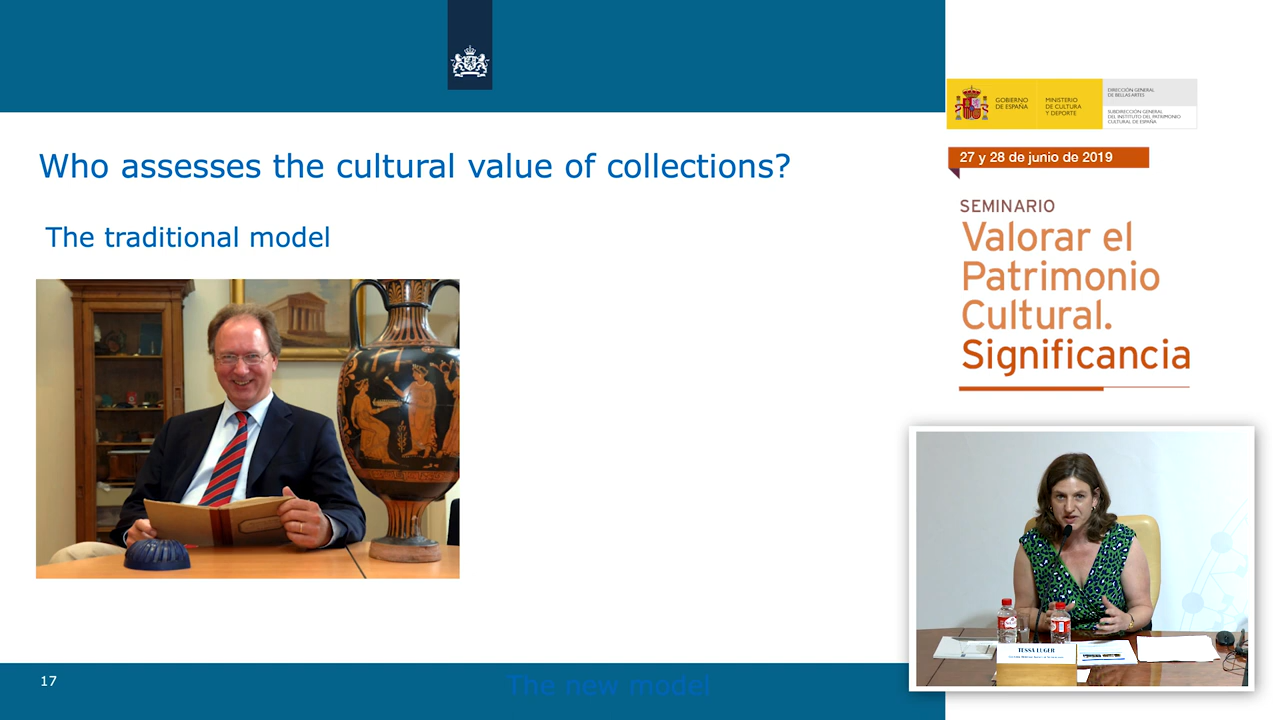 Who assesses the cultural value of collections?
The traditional model
17
The new model
GOBIERNO
DE ESPAÑA
MINISTERIO
DE CULTURA
Y DEPORTE
DIRECCIÓN GENERAL
DE BELLAS ARTES
SUBDIRECCIÓN GENERAL
DEL INSTITUTO DEL PATRIMONIO
CULTURAL DE ESPAÑA
27 y 28 de junio de 2019
SEMINARIO
Valorar el
Patrimonio
Cultural.
Significancia
TESSA LUGER